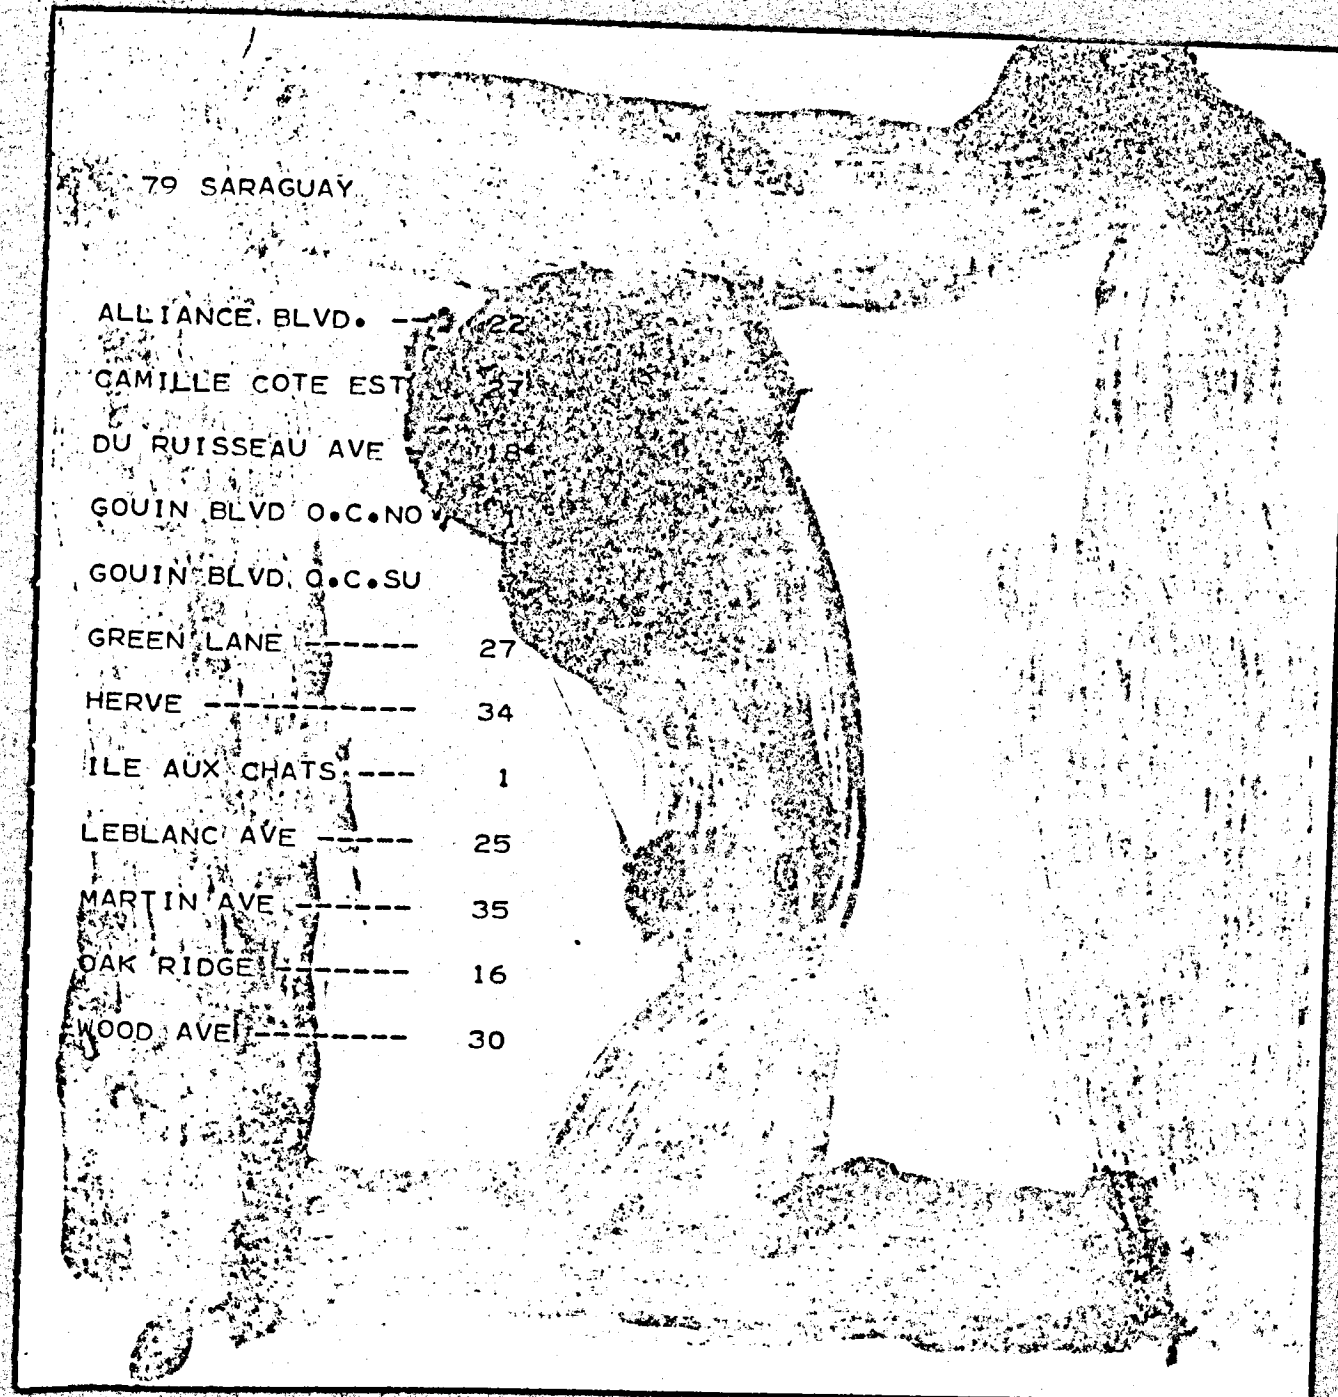 79 SARAGUAY
ALLIANCE BLVD. -- 22
CAMILLE COTE EST 27
DU RUISSEAU AVE 18
GOUIN BLVD O.C.NO
GOUIN BLVD O.C.SU
GREEN LANE ------ 27
HERVE ----------- 34
ILE AUX CHATS --- 1
LEBLANC AVE ----- 25
MARTIN AVE ------ 35
OAK RIDGE ------- 16
WOOD AVE -------- 30